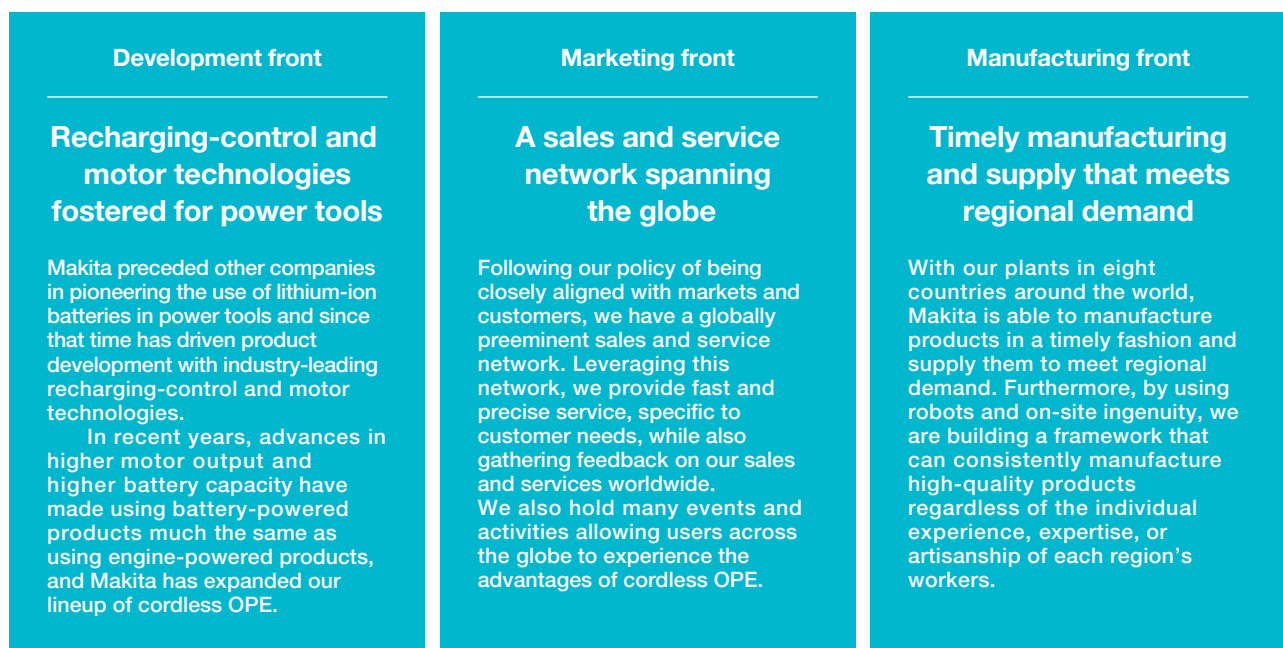 Development front
Recharging-control and
motor technologies
fostered for power tools
Makita preceded other companies
in pioneering the use of lithium-ion
batteries in power tools and since
that time has driven product
development with industry-leading
recharging-control and motor
technologies.
In recent years, advances in
higher motor output and
higher battery capacity have
made using battery-powered
products much the same as
using engine-powered products,
and Makita has expanded our
lineup of cordless OPE.
Marketing front
A sales and service
network spanning
the globe
Following our policy of being
closely aligned with markets and
customers, we have a globally
preeminent sales and service
network. Leveraging this
network, we provide fast and
precise service, specific to
customer needs, while also
gathering feedback on our sales
and services worldwide.
We also hold many events and
activities allowing users across
the globe to experience the
advantages of cordless OPE.
Manufacturing front
Timely manufacturing
and supply that meets
regional demand
With our plants in eight
countries around the world,
Makita is able to manufacture
products in a timely fashion and
supply them to meet regional
demand. Furthermore, by using
robots and on-site ingenuity, we
are building a framework that
can consistently manufacture
high-quality products
regardless of the individual
experience, expertise, or
artisanship of each region’s
workers.